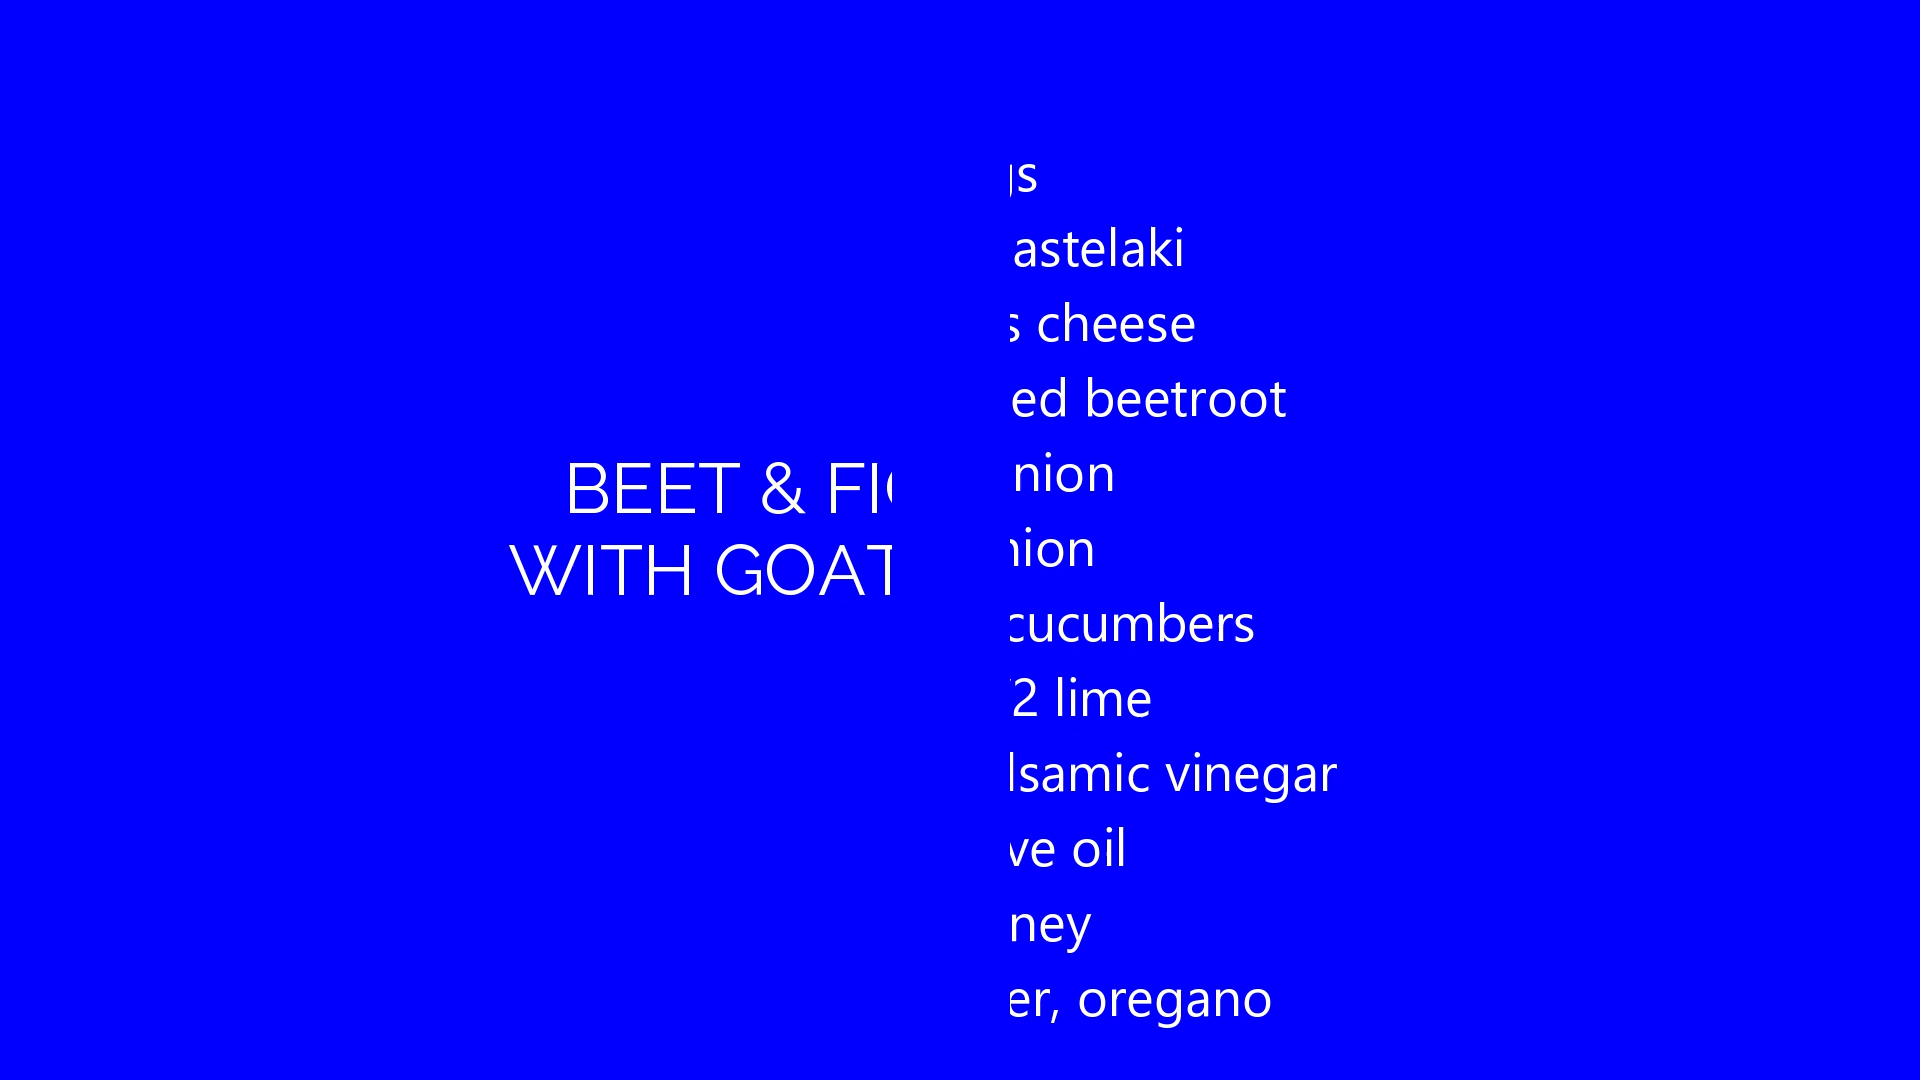 BEET & FI
WITH GOAT
astelaki
cheese
ed beetroot
nion
nion
cucumbers
2 lime
lsamic vinegar
ve oil
ney
er, oregano